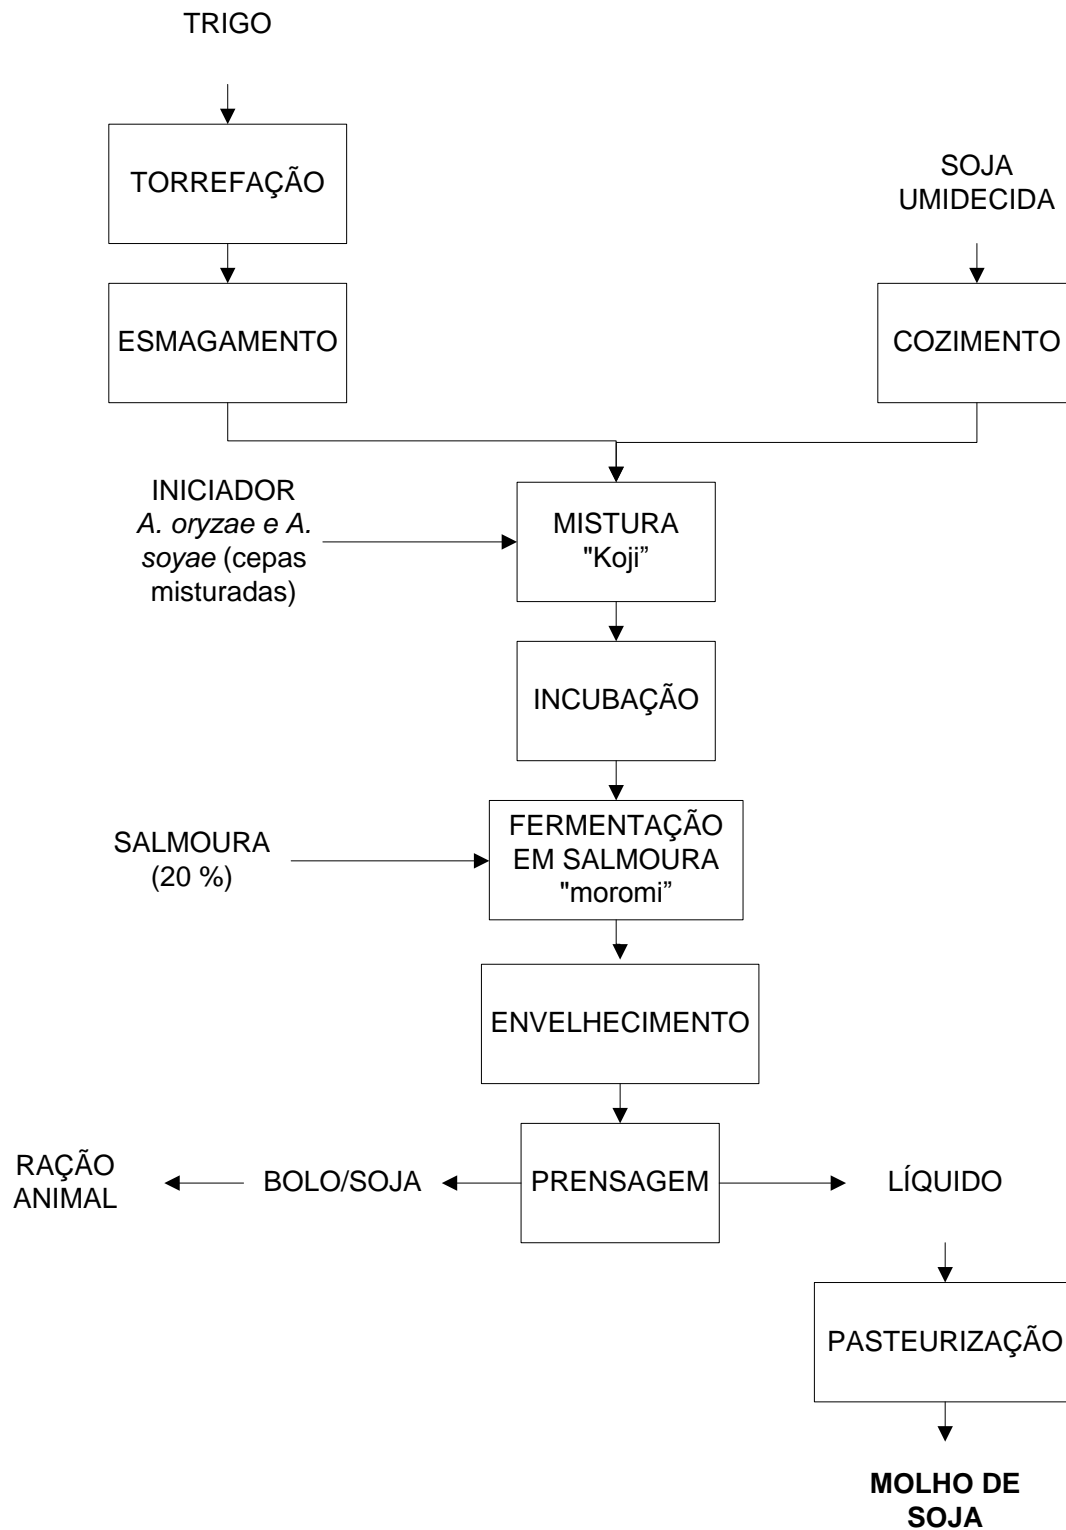 TRIGO
TORREFAÇÃO
SOJA
UMIDECIDA
ESMAGAMENTO
COZIMENTO
INICIADOR
A. oryzae e A.
soyae (cepas
misturadas)
MISTURA
"Koji”
INCUBAÇÃO
SALMOURA
(20 %)
FERMENTAÇÃO
EM SALMOURA
"moromi”
ENVELHECIMENTO
RAÇÃO
ANIMAL
BOLO/SOJA
PRENSAGEM
LÍQUIDO
PASTEURIZAÇÃO
MOLHO DE
SOJA